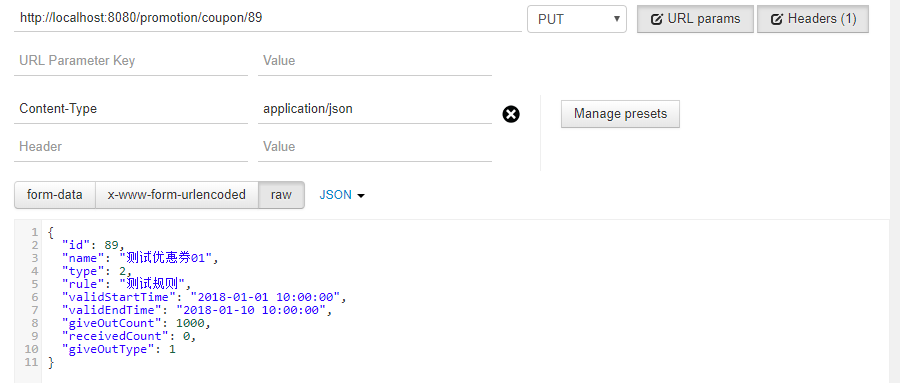 http://localhost:8080/promotion/coupon/89 PUT URL params Headers (1)
URL Parameter Key Value
Content-Type application/json Manage presets
Header Value
form-data x-www-form-urlencoded raw JSON
1 {
2 "id": 89,
3 "name": "测试优惠券01",
4 "type": 2,
5 "rule": "测试规则",
6 "validStartTime": "2018-01-01 10:00:00",
7 "validEndTime": "2018-01-10 10:00:00",
8 "giveOutCount": 1000,
9 "receivedCount": 0,
10 "giveOutType": 1
11 }